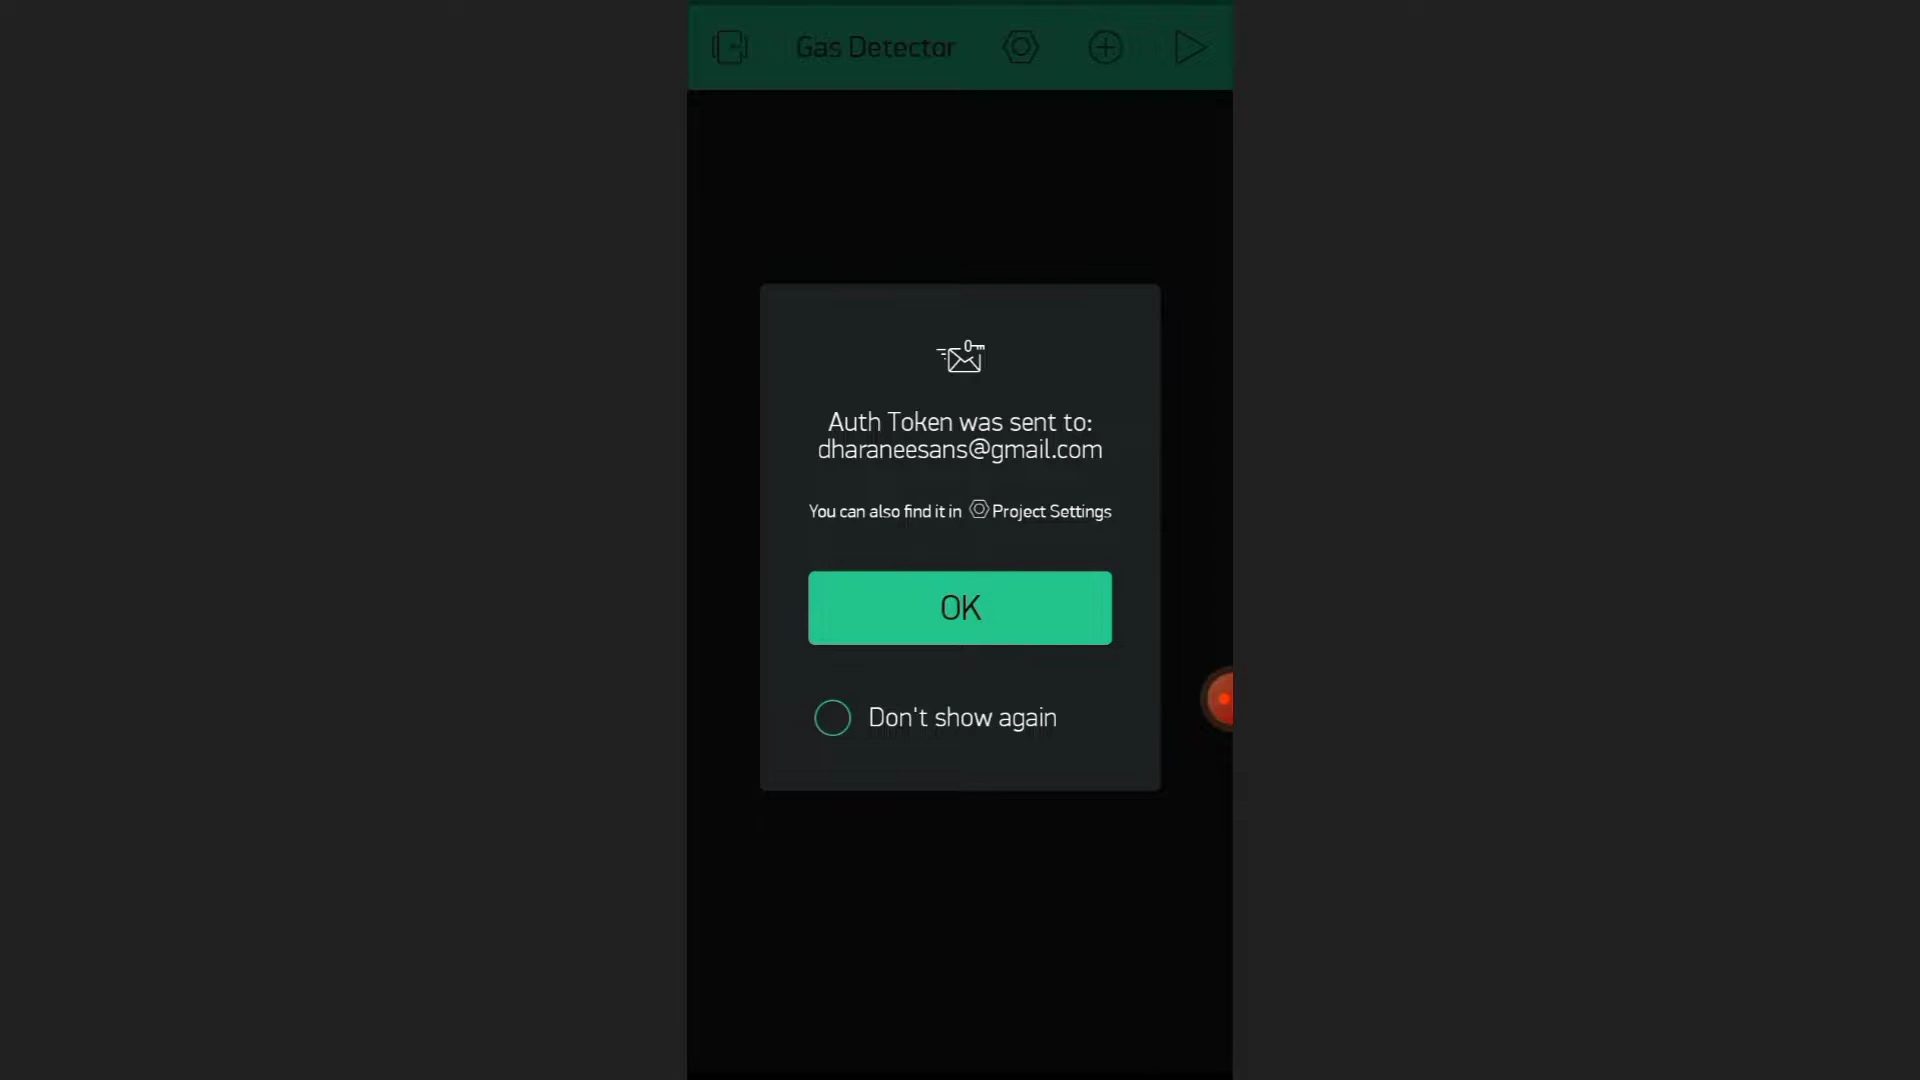 Gas Detector
Auth Token was sent to:
dharaneesans@gmail.com
You can also find it in Project Settings
OK
Don't show again